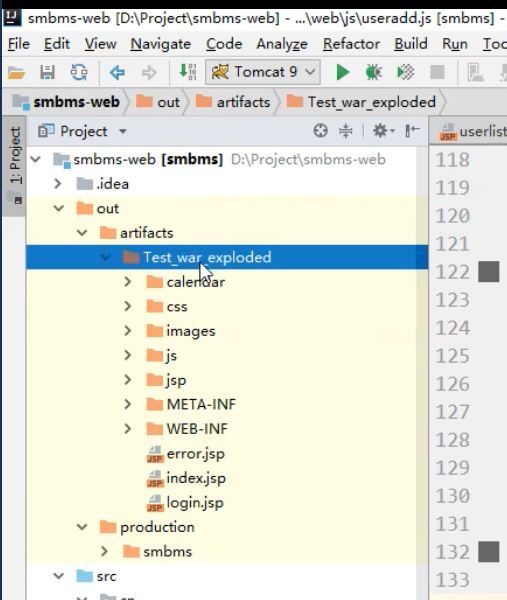 smbms-web [D:\Project\smbms-web] - ...\web\js\useradd.js [smbms] -
File Edit View Navigate Code Analyze Refactor Build Run
Tomcat 9
smbms-web out artifacts Test_war_exploded
1: Project
Project
userlist
smbms-web [smbms] D:\Project\smbms-web
.idea
out
artifacts
Test_war_exploded
calendar
css
images
js
jsp
META-INF
WEB-INF
error.jsp
index.jsp
login.jsp
production
smbms
src
118
119
120
121
122
123
124
125
126
127
128
129
130
131
132
133